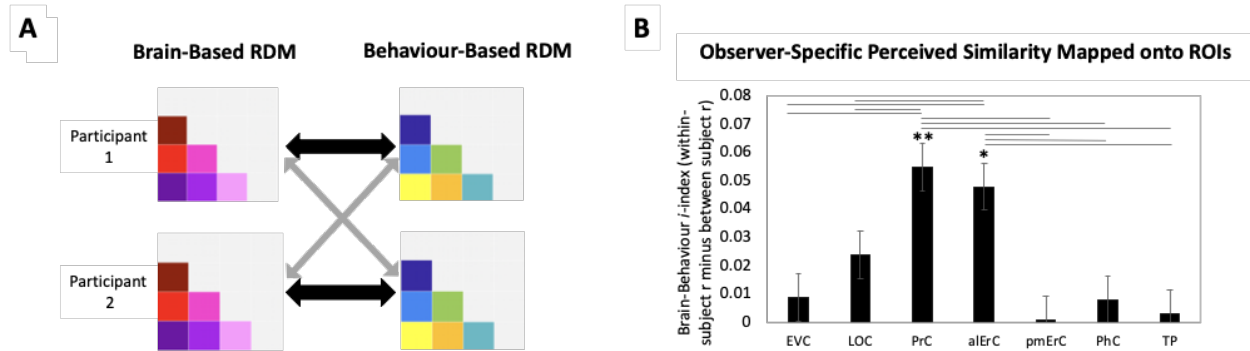 A
Brain-Based RDM
Behaviour-Based RDM
Participant
1
Participant
2
B
Observer-Specific Perceived Similarity Mapped onto ROIs
Brain-Behaviour i-index (within-
subject r minus between subject r)
0.08
0.07
0.06
0.05
0.04
0.03
0.02
0.01
0
**
*
EVC
LOC
PrC
alErC
pmErC
PhC
TP